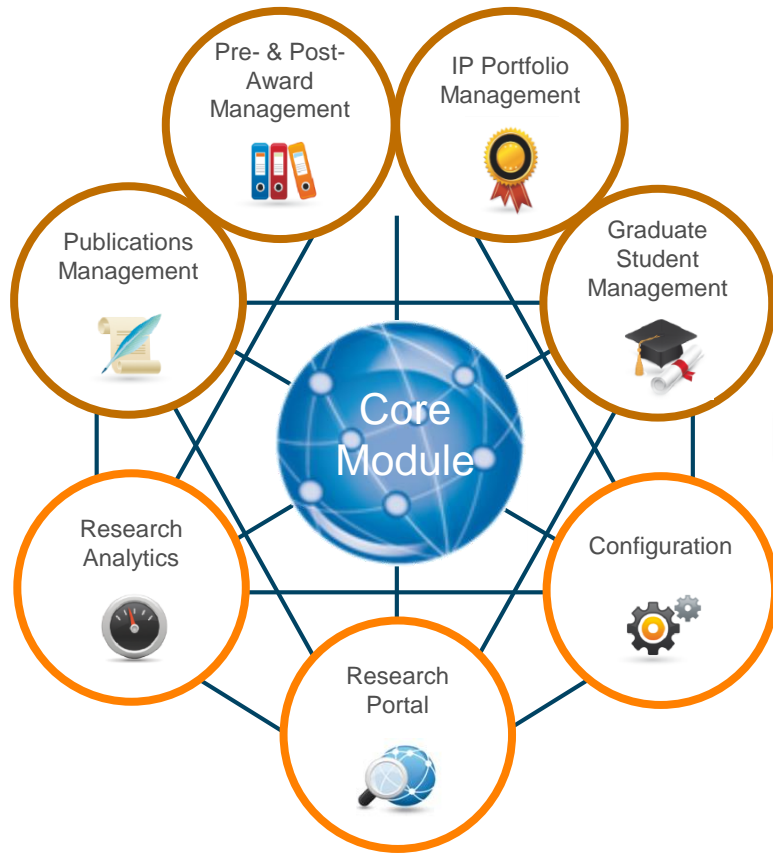 Pre- & Post-
Award
Management
IP Portfolio
Management
Publications
Management
Graduate
Student
Management
Core
Module
Research
Analytics
Configuration
Research
Portal